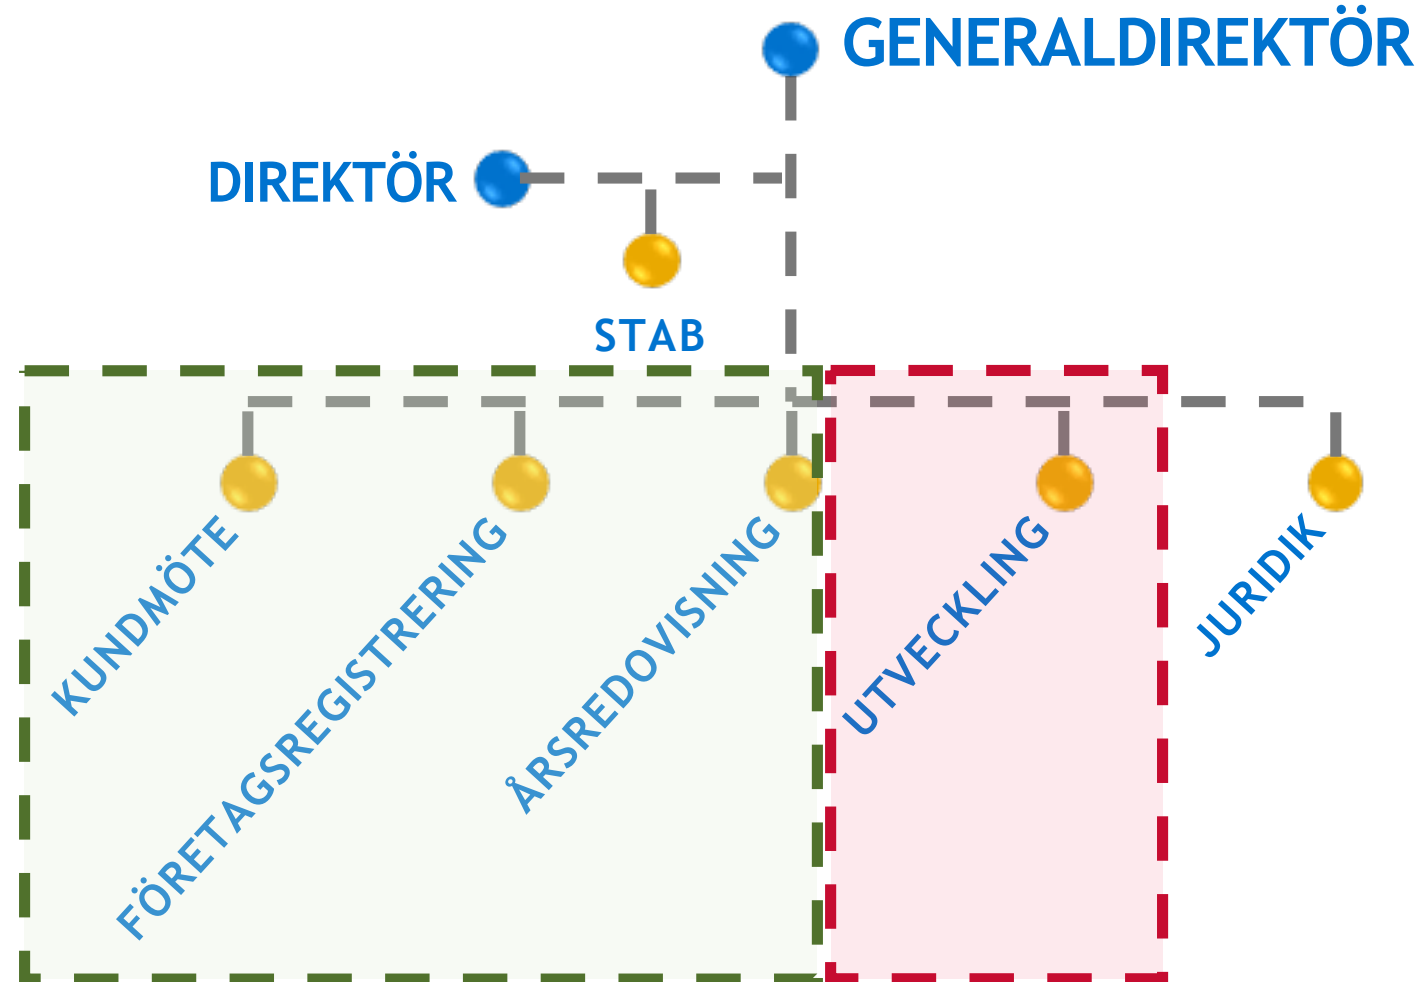 GENERALDIREKTÖR
DIREKTÖR
STAB
KUNDMÖTE
FÖRETAGSREGISTRERING
ÅRSREDOVISNING
UTVECKLING
JURIDIK